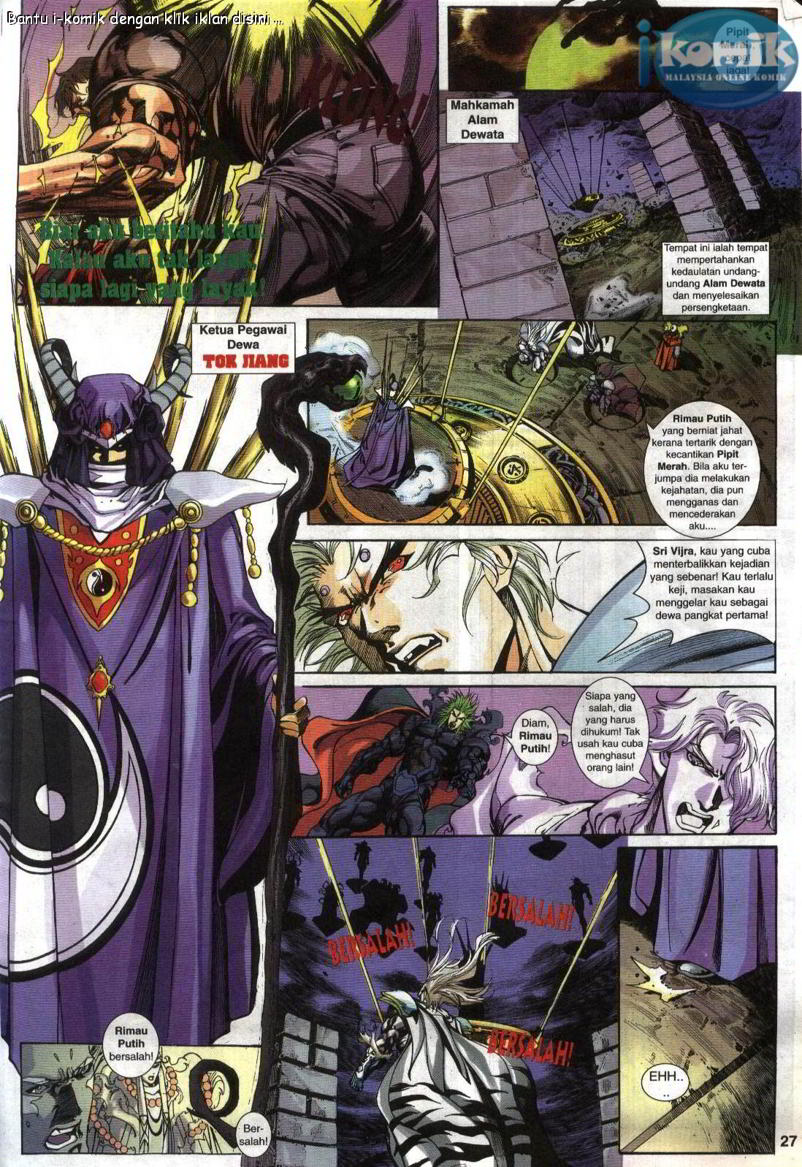 Bantu i-komik dengan klik iklan disini ...
KLONG!
Biar aku beritahu kau
Kalau aku tak layak,
siapa lagi yang layak!
Pipit
Merah,
jaga!
iKomik
MALAYSIA ONLINE KOMIK
Mahkamah
Alam
Dewata
Tempat ini ialah tempat
mempertahankan
kedaulatan undang-
undang Alam Dewata
dan menyelesaikan
persengketaan.
Ketua Pegawai
Dewa
TOK JIANG
Rimau Putih
yang berniat jahat
kerana tertarik dengan
kecantikan Pipit
Merah. Bila aku ter-
jumpa dia melakukan
kejahatan, dia pun
mengganas dan
mencederakan
aku....
Sri Vijra, kau yang cuba
menterbalikkan kejadian
yang sebenar! Kau terlalu
keji, masakan kau
menggelar kau sebagai
dewa pangkat pertama!
Diam,
Rimau
Putih!
Siapa yang
salah, dia
yang harus
dihukum! Tak
usah kau cuba
menghasut
orang lain!
BERSALAH!
BERSALAH!
BERSALAH!
Rimau
Putih
bersalah!
Ber-
salah!
EHH..
..
27